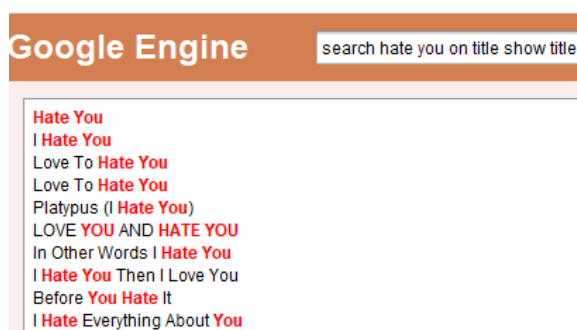 Google Engine
search hate you on title show title
Hate You
I Hate You
Love To Hate You
Love To Hate You
Platypus (I Hate You)
LOVE YOU AND HATE YOU
In Other Words I Hate You
I Hate You Then I Love You
Before You Hate It
I Hate Everything About You